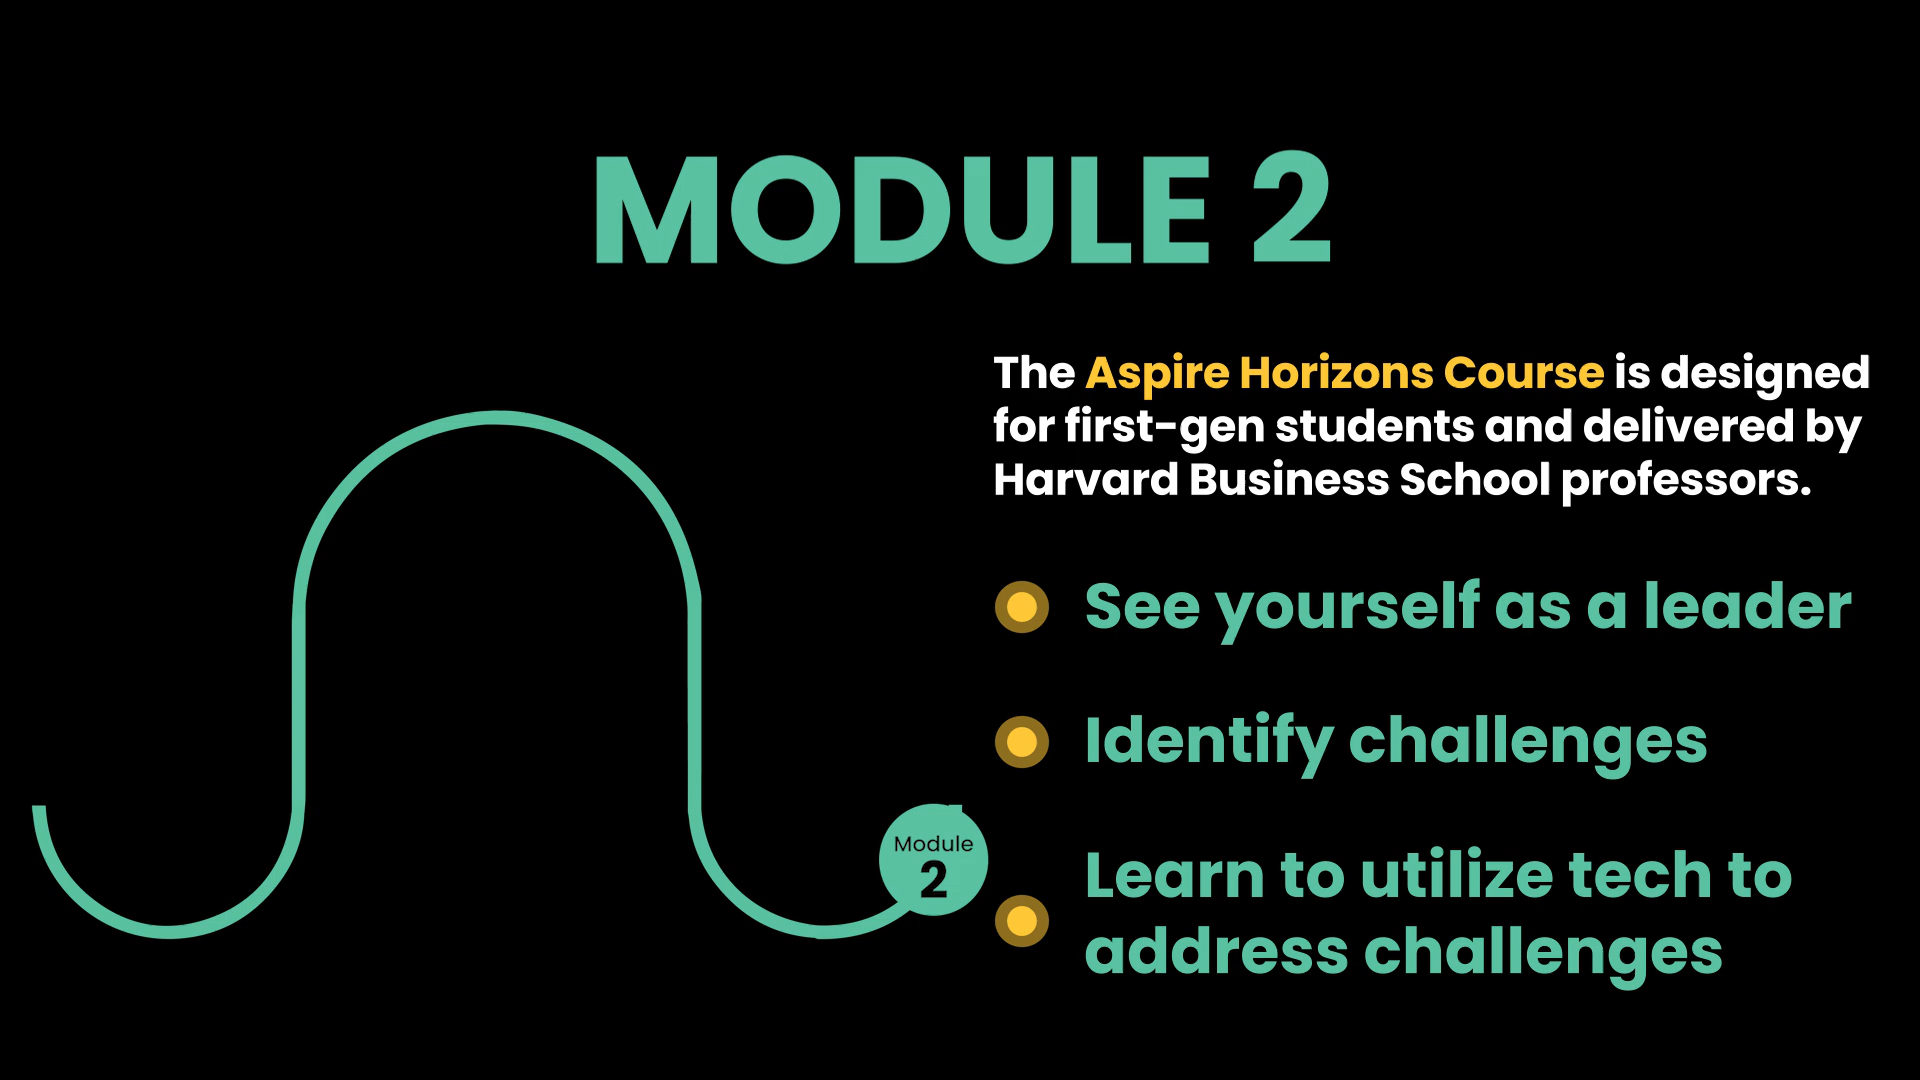 MODULE 2
The Aspire Horizons Course is designed
for first-gen students and delivered by
Harvard Business School professors.
See yourself as a leader
Identify challenges
Learn to utilize tech to
address challenges
Module
2